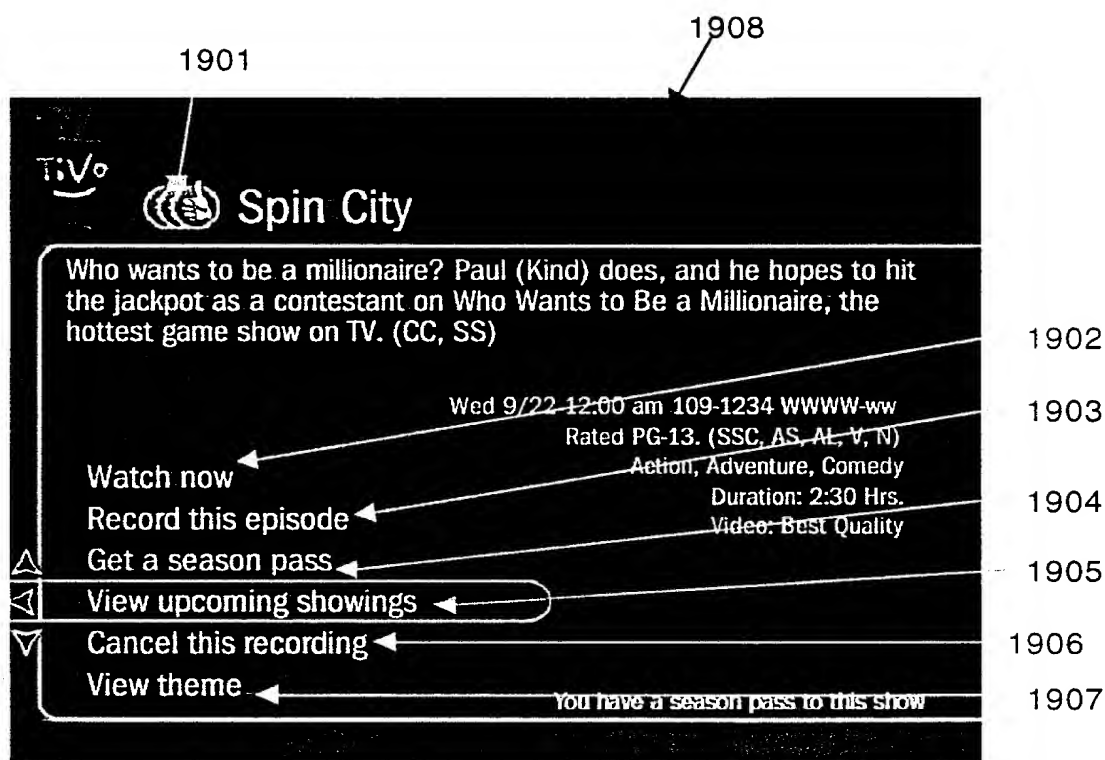 1908
1901
TiVo
Spin City
Who wants to be a millionaire? Paul (Kind) does, and he hopes to hit
the jackpot as a contestant on Who Wants to Be a Millionaire, the
hottest game show on TV. (CC, SS)
1902
Wed 9/22 12:00 am 109-1234 WWWW-ww
1903
Rated PG-13. (SSC, AS, AL, V, N)
Action, Adventure, Comedy
Watch now
Duration: 2:30 Hrs.
1904
Record this episode
Video: Best Quality
Get a season pass
1905
View upcoming showings
Cancel this recording
1906
View theme
1907
You have a season pass to this show